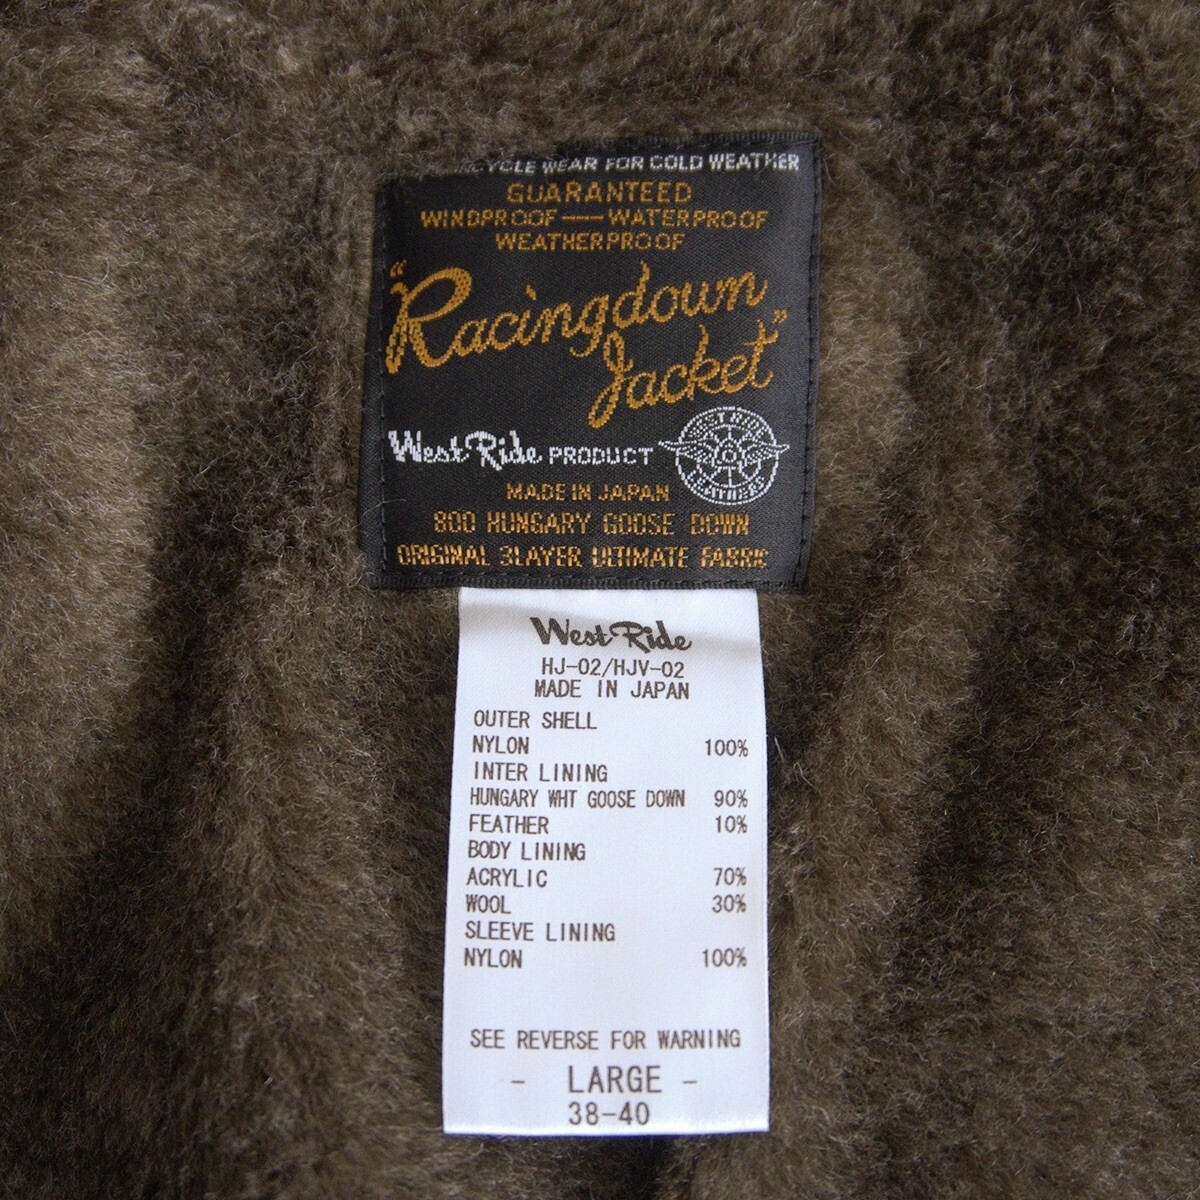 WEAR FOR COLD WEATHER
GUARANTEED
WINDPROOF — WATERPROOF
WEATHERPROOF
"Racingdown
Jacket"
West Ride PRODUCT
LEATHERS
MADE IN JAPAN
800 HUNGARY GOOSE DOWN
ORIGINAL 3LAYER ULTIMATE FABRIC
West Ride
HJ-02/HJV-02
MADE IN JAPAN
OUTER SHELL
NYLON 100%
INTER LINING
HUNGARY WHT GOOSE DOWN 90%
FEATHER 10%
BODY LINING
ACRYLIC 70%
WOOL 30%
SLEEVE LINING
NYLON 100%
SEE REVERSE FOR WARNING
- LARGE -
38-40